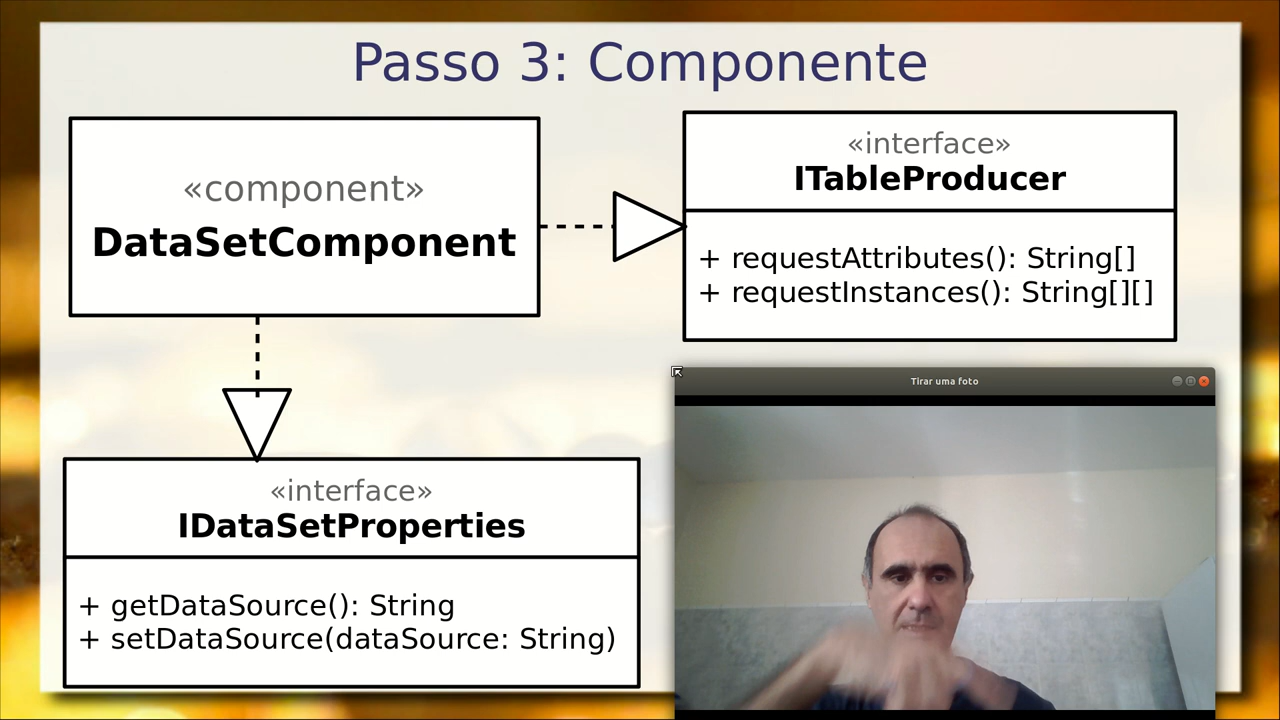 Passo 3: Componente
«component»
DataSetComponent
«interface»
ITableProducer
+ requestAttributes(): String[]
+ requestInstances(): String[][]
«interface»
IDataSetProperties
+ getDataSource(): String
+ setDataSource(dataSource: String)
Tirar uma foto